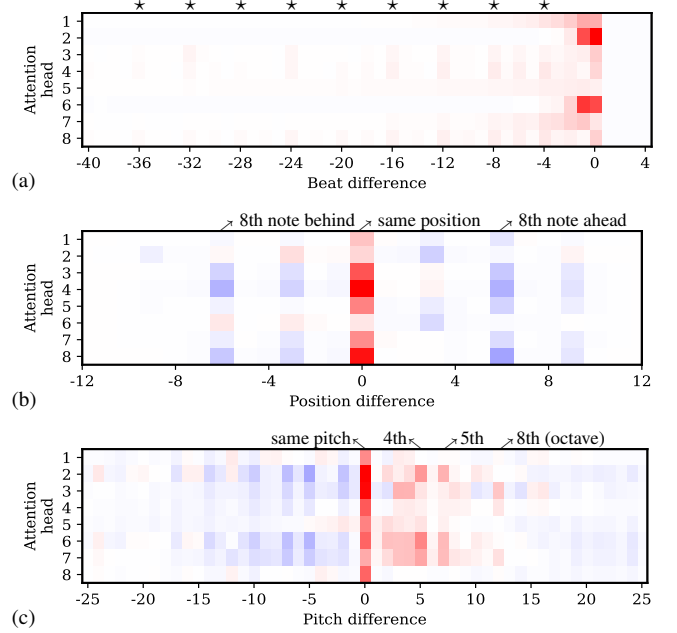 ★ ★ ★ ★ ★ ★ ★ ★ ★
1
2
3
4
5
6
7
8
Attention
head
-40 -36 -32 -28 -24 -20 -16 -12 -8 -4 0 4
Beat difference
(a)
8th note behind same position 8th note ahead
1
2
3
4
5
6
7
8
Attention
head
-12 -8 -4 0 4 8 12
Position difference
(b)
same pitch 4th 5th 8th (octave)
1
2
3
4
5
6
7
8
Attention
head
-25 -20 -15 -10 -5 0 5 10 15 20 25
Pitch difference
(c)